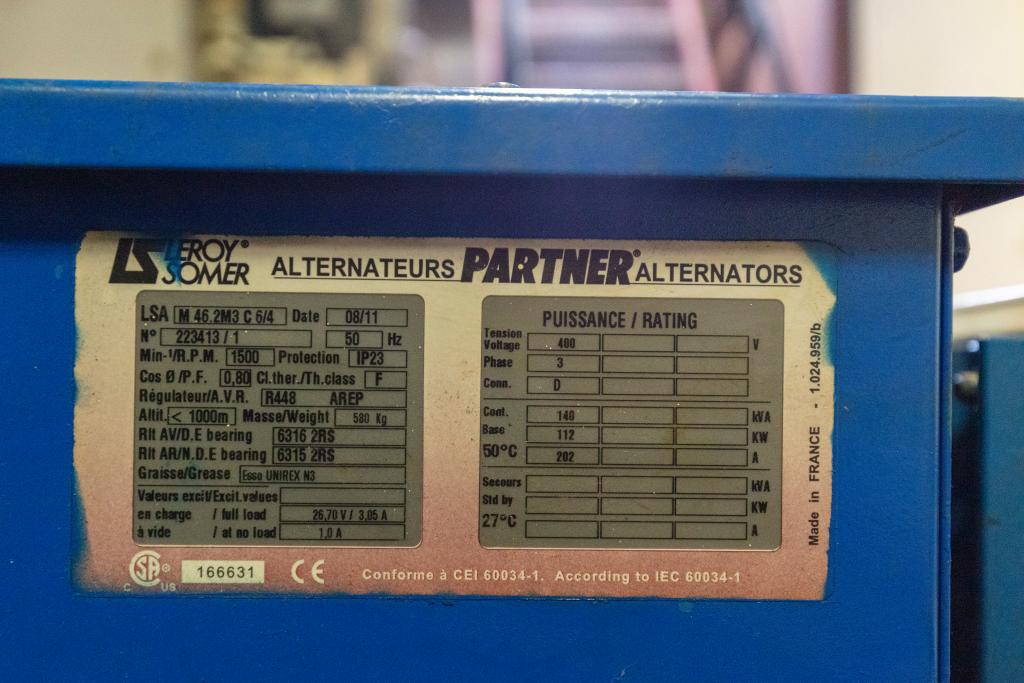 LEROY® SOMER ALTERNATEURS PARTNER® ALTERNATORS
LSA M 46.2M3 C 6/4 Date 08/11
N° 223413 / 1 50 Hz
Min-¹/R.P.M. 1500 Protection IP23
Cos Ø /P.F. 0,80 Cl.ther./Th.class F
Régulateur/A.V.R. R448 AREP
Altit. < 1000m Masse/Weight 580 Kg
Rlt AV/D.E bearing 6316 2RS
Rlt AR/N.D.E bearing 6315 2RS
Graisse/Grease Esso UNIREX N3
Valeurs excit/Excit.values
en charge / full load 26,70 V / 3,05 A
à vide / at no load 1,0 A
PUISSANCE / RATING
Tension
Voltage 400 V
Phase 3
Conn. D
Cont. 140 kVA
Base 112 KW
50°C 202 A
Secours kVA
Std by KW
27°C A
Made in FRANCE - 1.024.959/b
C SA® US 166631 CE Conforme à CEI 60034-1. According to IEC 60034-1